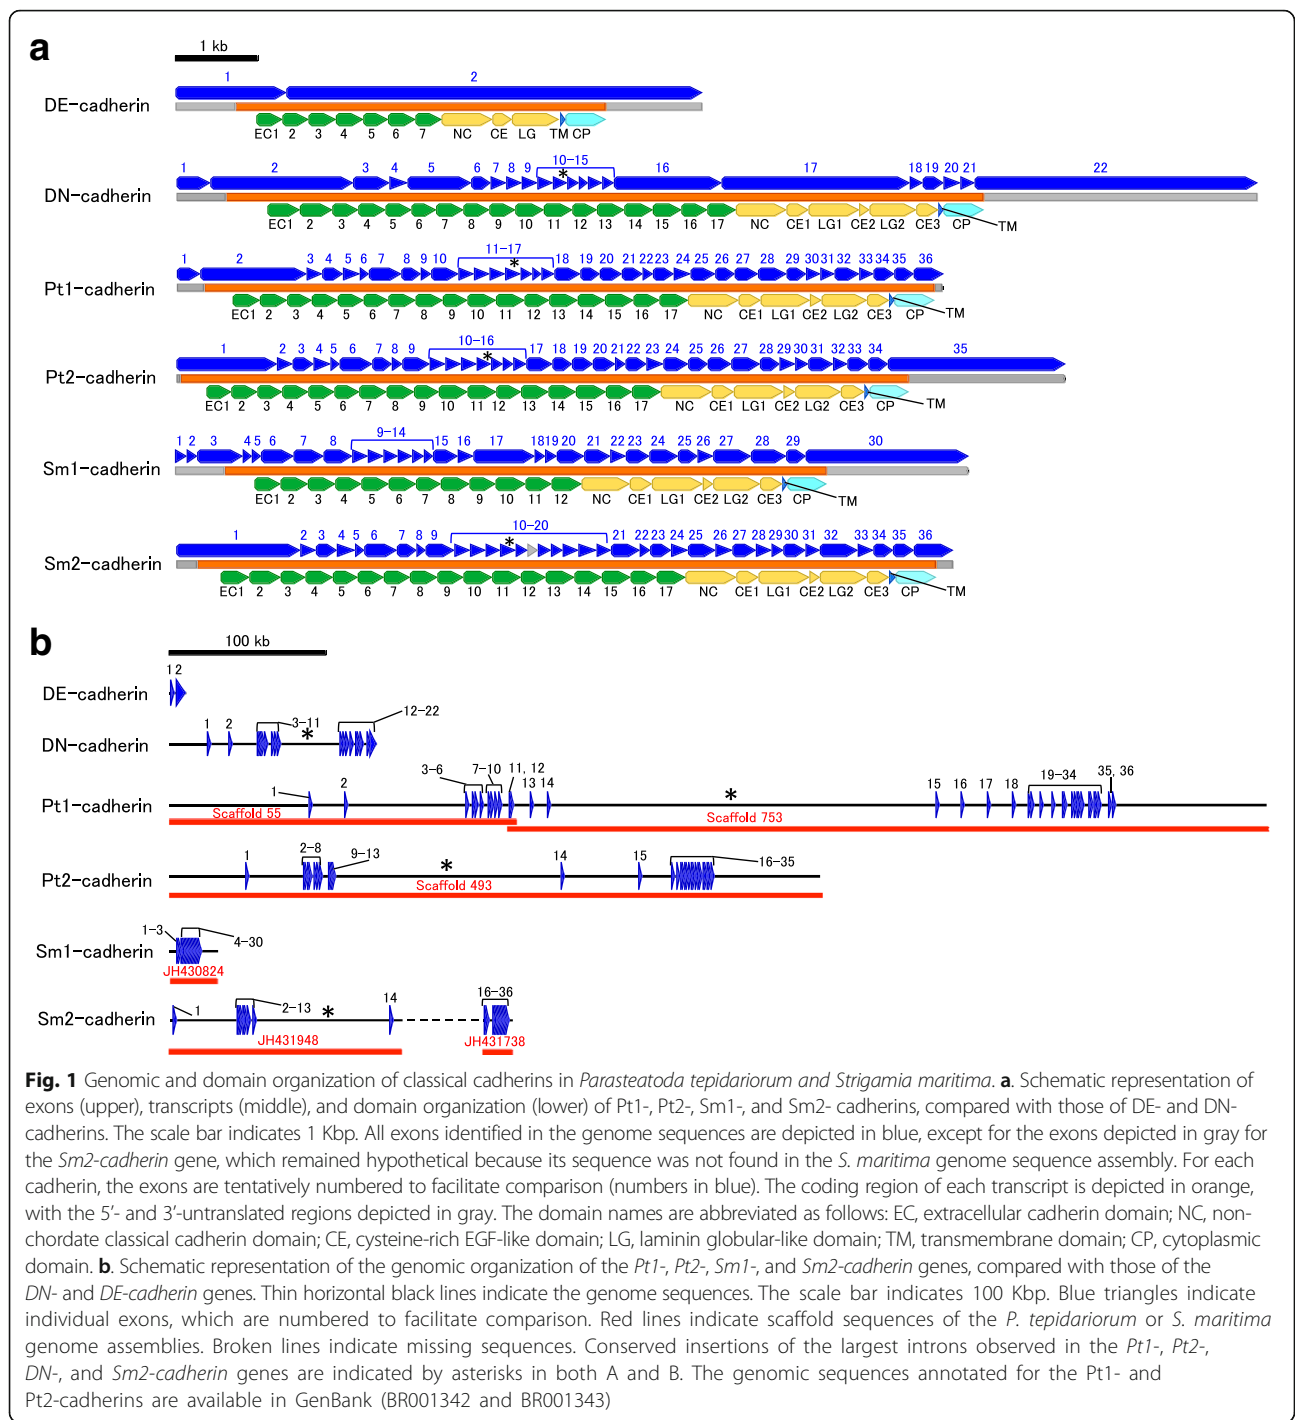 a
1 kb
1 2
DE-cadherin
EC1 2 3 4 5 6 7 NC CE LG TM CP
1 2 3 4 5 6 7 8 9 10-15 16 17 18 19 20 21 22
*
DN-cadherin
EC1 2 3 4 5 6 7 8 9 10 11 12 13 14 15 16 17 NC CE1 LG1 CE2 LG2 CE3 CP TM
1 2 3 4 5 6 7 8 9 10 11-17 18 19 20 21 22 23 24 25 26 27 28 29 30 31 32 33 34 35 36
*
Pt1-cadherin
EC1 2 3 4 5 6 7 8 9 10 11 12 13 14 15 16 17 NC CE1 LG1 CE2 LG2 CE3 CP TM
1 2 3 4 5 6 7 8 9 10-16 17 18 19 20 21 22 23 24 25 26 27 28 29 30 31 32 33 34 35
*
Pt2-cadherin
EC1 2 3 4 5 6 7 8 9 10 11 12 13 14 15 16 17 NC CE1 LG1 CE2 LG2 CE3 CP TM
1 2 3 4 5 6 7 8 9-14 15 16 17 18 19 20 21 22 23 24 25 26 27 28 29 30
Sm1-cadherin
EC1 2 3 4 5 6 7 8 9 10 11 12 NC CE1 LG1 CE2 LG2 CE3 CP TM
1 2 3 4 5 6 7 8 9 10-20 21 22 23 24 25 26 27 28 29 30 31 32 33 34 35 36
*
Sm2-cadherin
EC1 2 3 4 5 6 7 8 9 10 11 12 13 14 15 16 17 NC CE1 LG1 CE2 LG2 CE3 CP TM
b
100 kb
1 2
DE-cadherin
1 2 3-11 * 12-22
DN-cadherin
1 2 3-6 7-10 11, 12 13 14 * 15 16 17 18 19-34 35, 36
Pt1-cadherin
Scaffold 55 Scaffold 753
1 2-8 9-13 * 14 15 16-35
Pt2-cadherin
Scaffold 493
1-3 4-30
Sm1-cadherin
JH430824
1 2-13 * 14 16-36
Sm2-cadherin
JH431948 JH431738
Fig. 1 Genomic and domain organization of classical cadherins in Parasteatoda tepidariorum and Strigamia maritima. a. Schematic representation of
exons (upper), transcripts (middle), and domain organization (lower) of Pt1-, Pt2-, Sm1-, and Sm2- cadherins, compared with those of DE- and DN-
cadherins. The scale bar indicates 1 Kbp. All exons identified in the genome sequences are depicted in blue, except for the exons depicted in gray for
the Sm2-cadherin gene, which remained hypothetical because its sequence was not found in the S. maritima genome sequence assembly. For each
cadherin, the exons are tentatively numbered to facilitate comparison (numbers in blue). The coding region of each transcript is depicted in orange,
with the 5’- and 3’-untranslated regions depicted in gray. The domain names are abbreviated as follows: EC, extracellular cadherin domain; NC, non-
chordate classical cadherin domain; CE, cysteine-rich EGF-like domain; LG, laminin globular-like domain; TM, transmembrane domain; CP, cytoplasmic
domain. b. Schematic representation of the genomic organization of the Pt1-, Pt2-, Sm1-, and Sm2-cadherin genes, compared with those of the
DN- and DE-cadherin genes. Thin horizontal black lines indicate the genome sequences. The scale bar indicates 100 Kbp. Blue triangles indicate
individual exons, which are numbered to facilitate comparison. Red lines indicate scaffold sequences of the P. tepidariorum or S. maritima
genome assemblies. Broken lines indicate missing sequences. Conserved insertions of the largest introns observed in the Pt1-, Pt2-,
DN-, and Sm2-cadherin genes are indicated by asterisks in both A and B. The genomic sequences annotated for the Pt1- and
Pt2-cadherins are available in GenBank (BR001342 and BR001343)